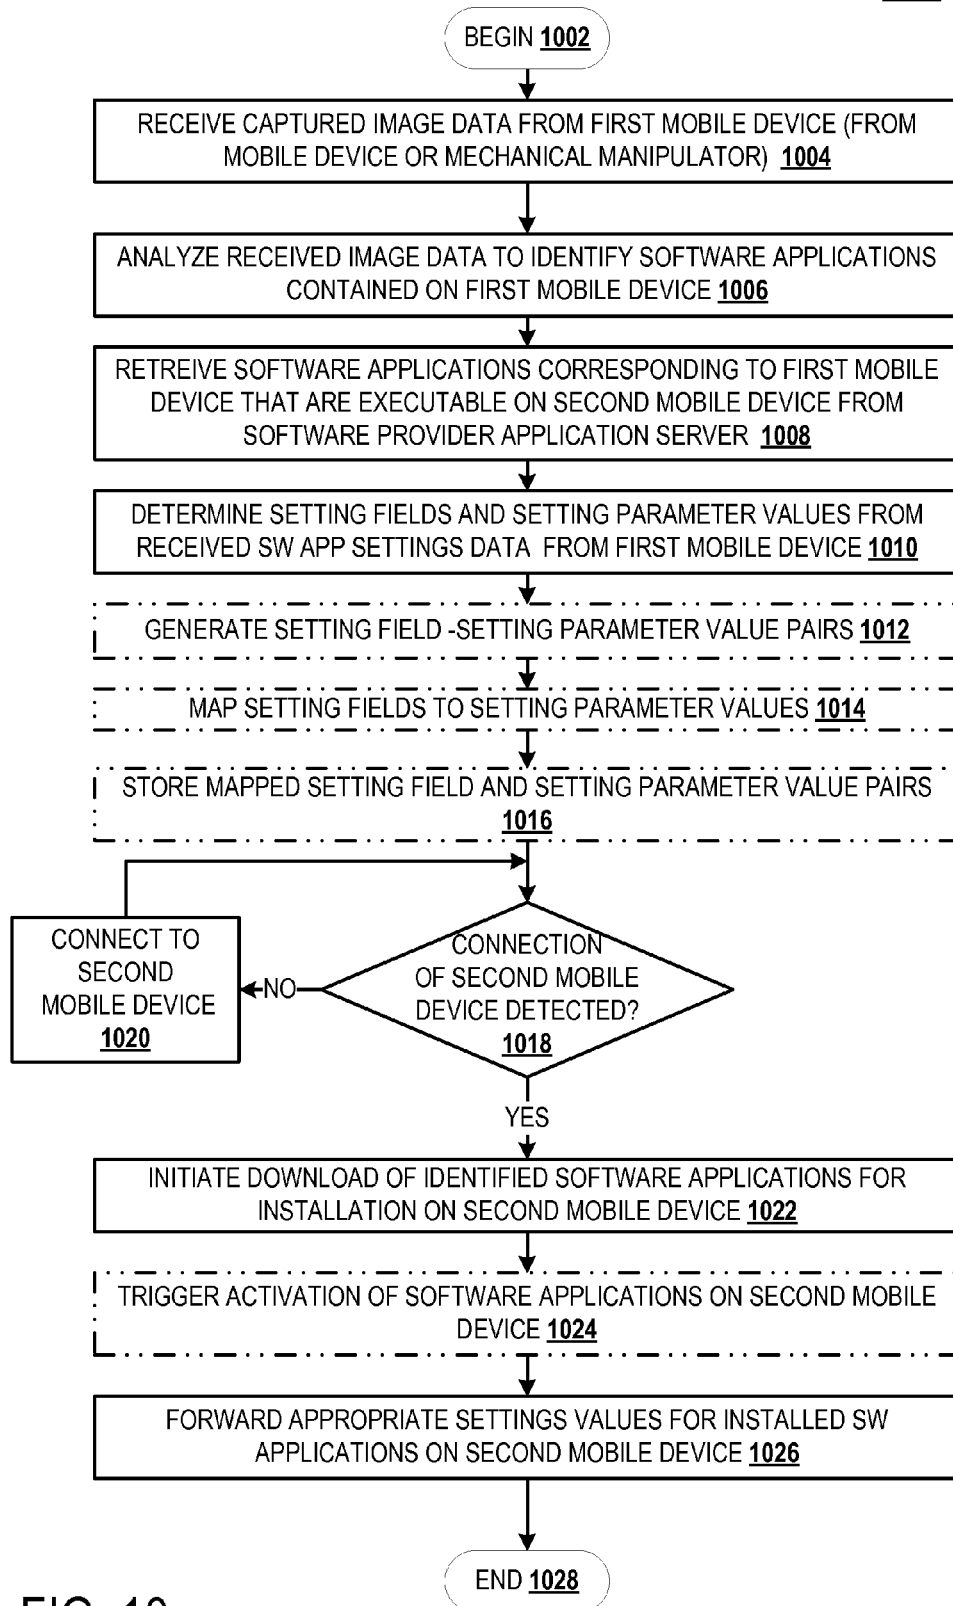 BEGIN 1002
RECEIVE CAPTURED IMAGE DATA FROM FIRST MOBILE DEVICE (FROM
MOBILE DEVICE OR MECHANICAL MANIPULATOR) 1004
ANALYZE RECEIVED IMAGE DATA TO IDENTIFY SOFTWARE APPLICATIONS
CONTAINED ON FIRST MOBILE DEVICE 1006
RETREIVE SOFTWARE APPLICATIONS CORRESPONDING TO FIRST MOBILE
DEVICE THAT ARE EXECUTABLE ON SECOND MOBILE DEVICE FROM
SOFTWARE PROVIDER APPLICATION SERVER 1008
DETERMINE SETTING FIELDS AND SETTING PARAMETER VALUES FROM
RECEIVED SW APP SETTINGS DATA FROM FIRST MOBILE DEVICE 1010
GENERATE SETTING FIELD -SETTING PARAMETER VALUE PAIRS 1012
MAP SETTING FIELDS TO SETTING PARAMETER VALUES 1014
STORE MAPPED SETTING FIELD AND SETTING PARAMETER VALUE PAIRS
1016
CONNECTION
OF SECOND MOBILE
DEVICE DETECTED?
1018
NO
CONNECT TO
SECOND
MOBILE DEVICE
1020
YES
INITIATE DOWNLOAD OF IDENTIFIED SOFTWARE APPLICATIONS FOR
INSTALLATION ON SECOND MOBILE DEVICE 1022
TRIGGER ACTIVATION OF SOFTWARE APPLICATIONS ON SECOND MOBILE
DEVICE 1024
FORWARD APPROPRIATE SETTINGS VALUES FOR INSTALLED SW
APPLICATIONS ON SECOND MOBILE DEVICE 1026
END 1028
FIG. 10